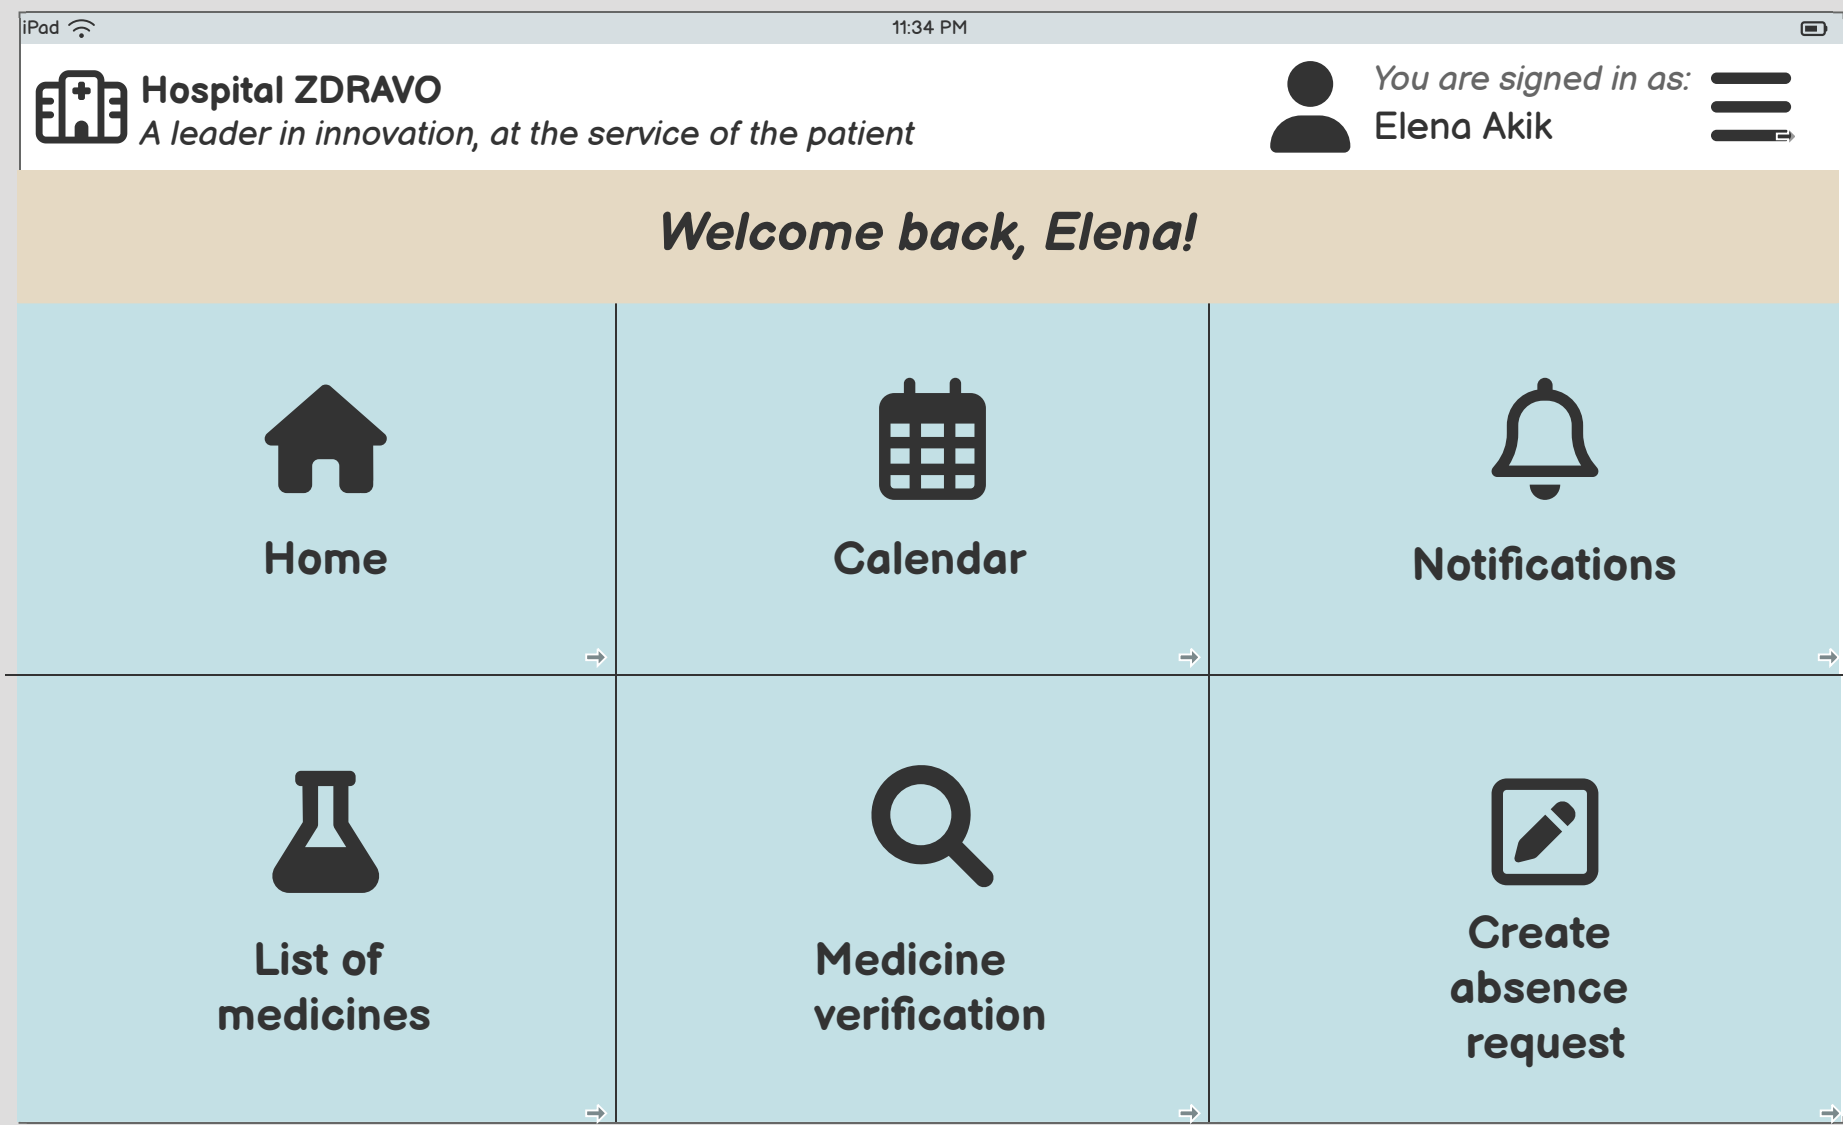 iPad
11:34 PM
Hospital ZDRAVO
A leader in innovation, at the service of the patient
You are signed in as:
Elena Akik
Welcome back, Elena!
Home
Calendar
Notifications
List of
medicines
Medicine
verification
Create
absence
request